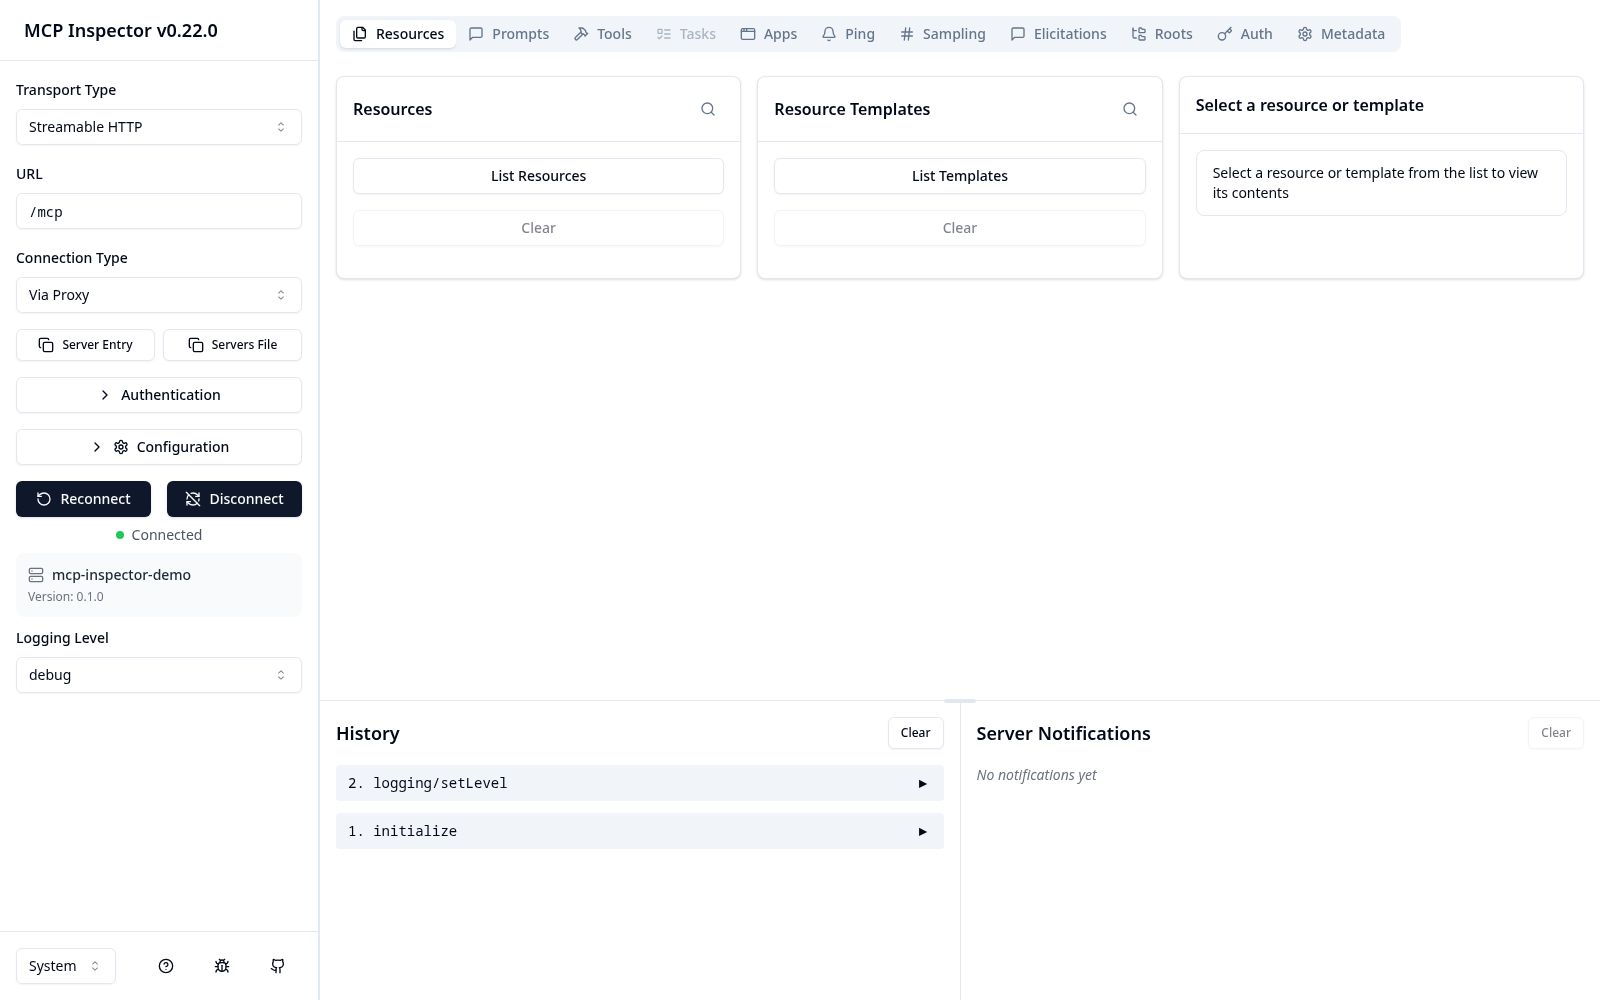 MCP Inspector v0.22.0
Transport Type
Streamable HTTP
URL
/mcp
Connection Type
Via Proxy
Server Entry
Servers File
Authentication
Configuration
Reconnect
Disconnect
Connected
mcp-inspector-demo
Version: 0.1.0
Logging Level
debug
System
Resources
Prompts
Tools
Tasks
Apps
Ping
Sampling
Elicitations
Roots
Auth
Metadata
Resources
List Resources
Clear
Resource Templates
List Templates
Clear
Select a resource or template
Select a resource or template from the list to view
its contents
History
Clear
2. logging/setLevel
1. initialize
Server Notifications
Clear
No notifications yet